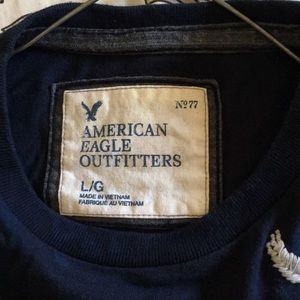 Nº77
AMERICAN
EAGLE
OUTFITTERS
L/G
MADE IN VIETNAM
FABRIQUÉ AU VIETNAM